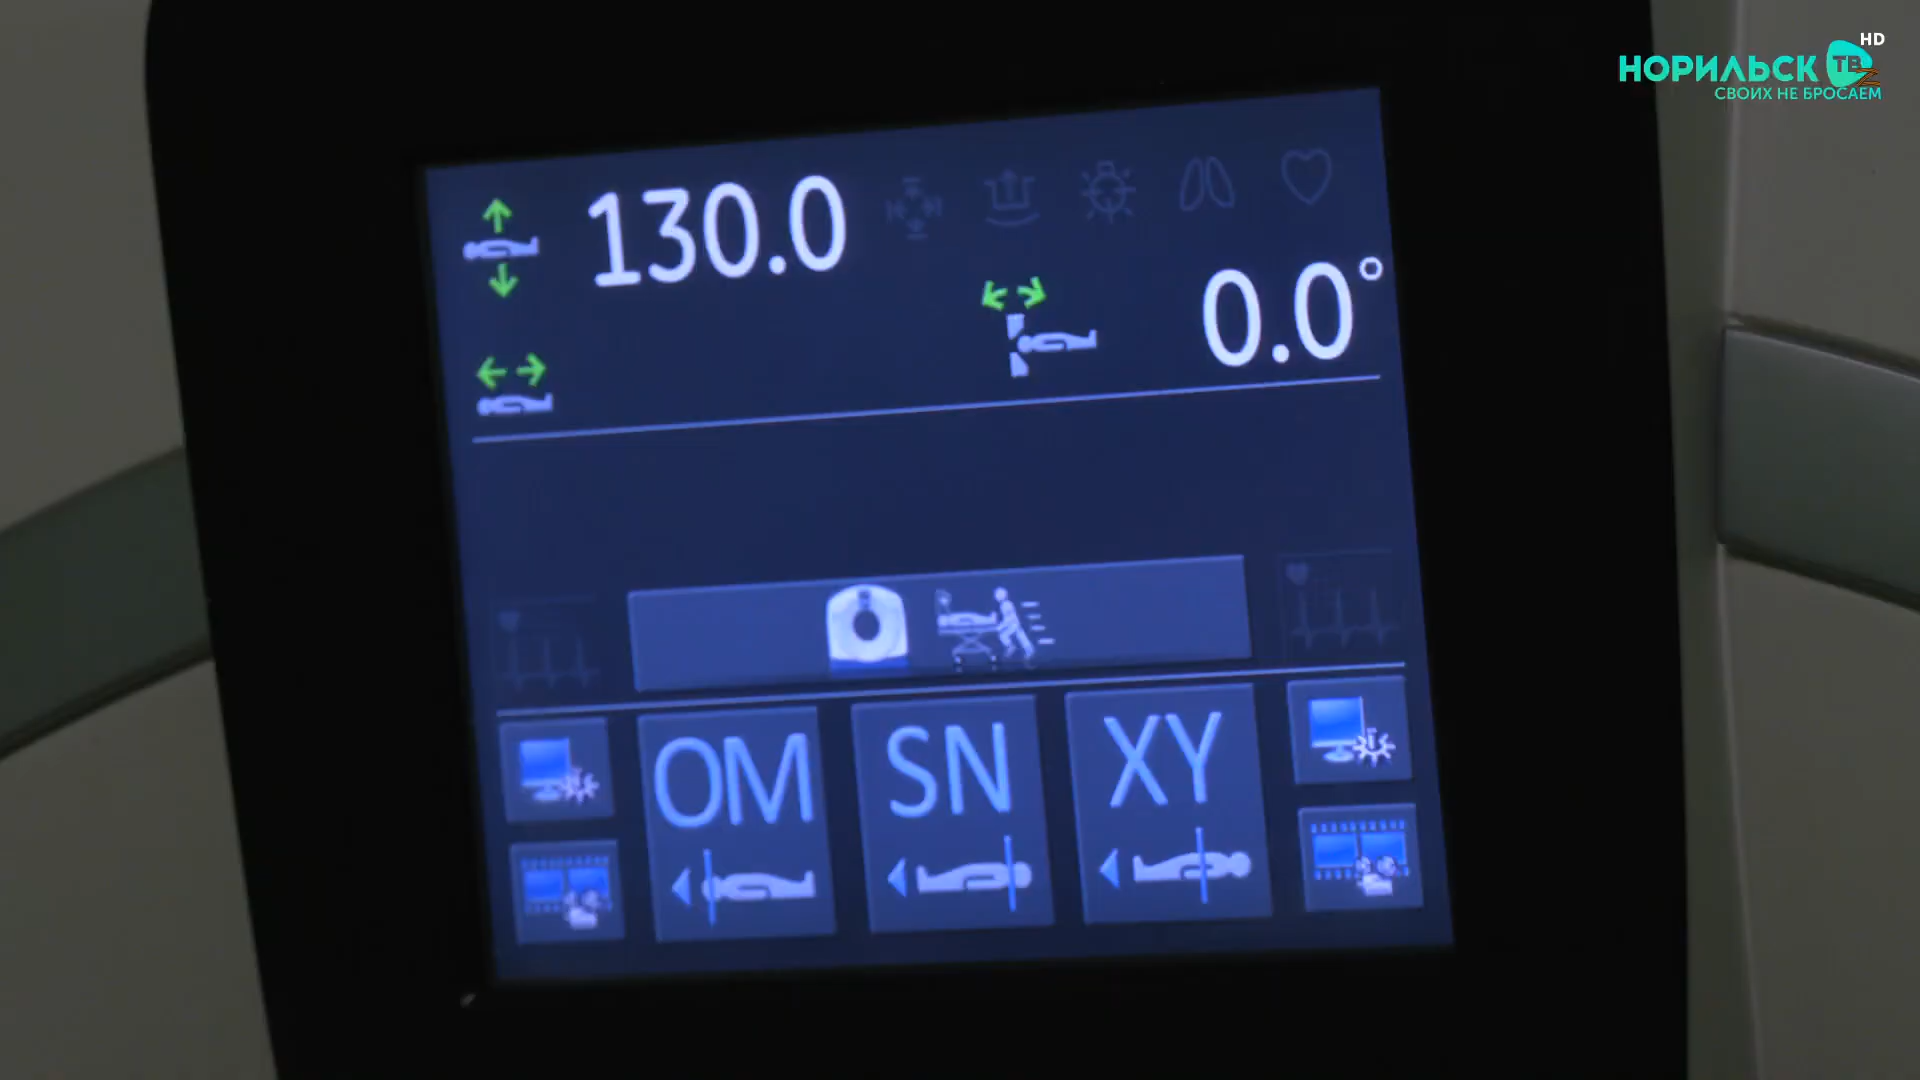 HD
НОРИЛЬСК ТВ
СВОИХ НЕ БРОСАЕМ
130.0
0.0°
OM
SN
XY